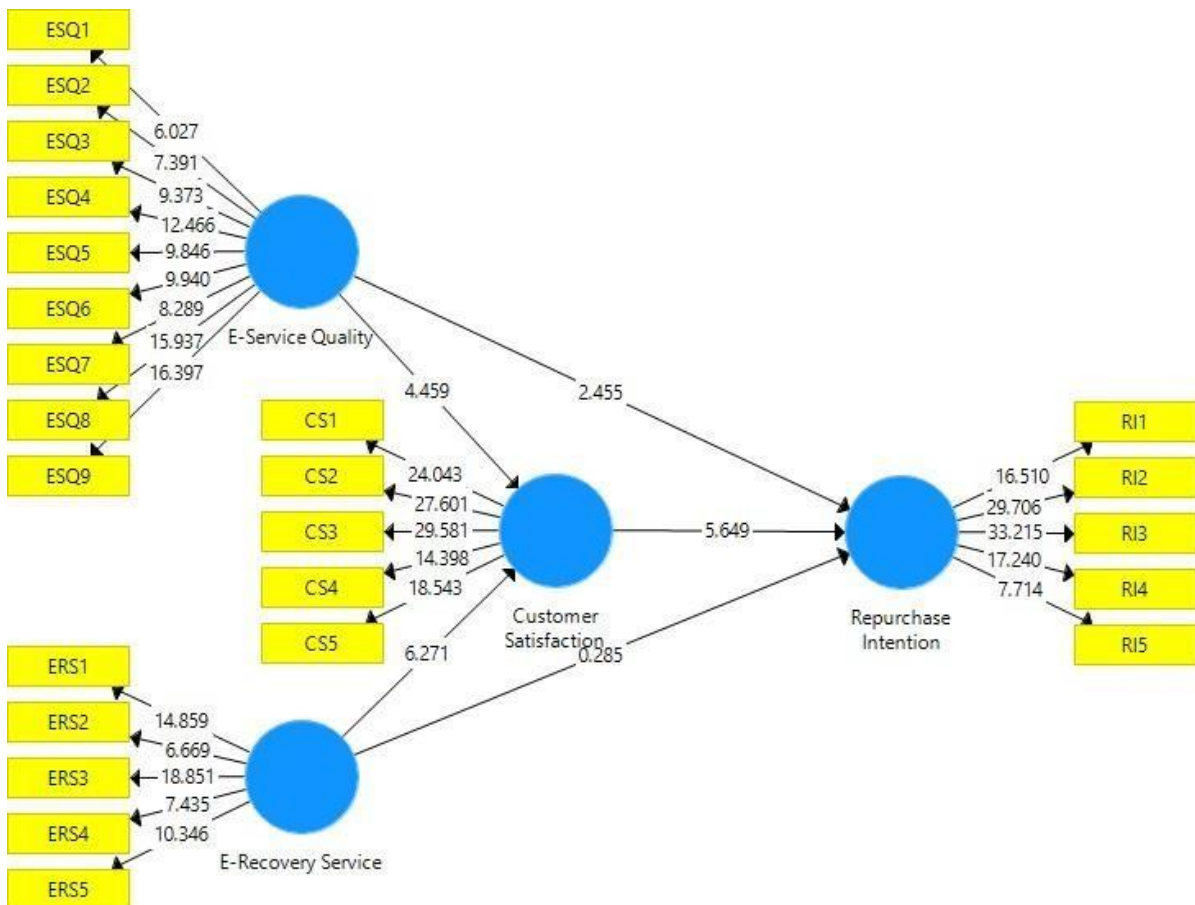 ESQ1
ESQ2
ESQ3
ESQ4
ESQ5
ESQ6
ESQ7
ESQ8
ESQ9
6.027
7.391
9.373
12.466
9.846
9.940
8.289
15.937
16.397
E-Service Quality
4.459
2.455
CS1
CS2
CS3
CS4
CS5
24.043
27.601
29.581
14.398
18.543
Customer
Satisfaction
5.649
6.271
0.285
Repurchase
Intention
16.510
29.706
33.215
17.240
7.714
RI1
RI2
RI3
RI4
RI5
ERS1
ERS2
ERS3
ERS4
ERS5
14.859
6.669
18.851
7.435
10.346
E-Recovery Service